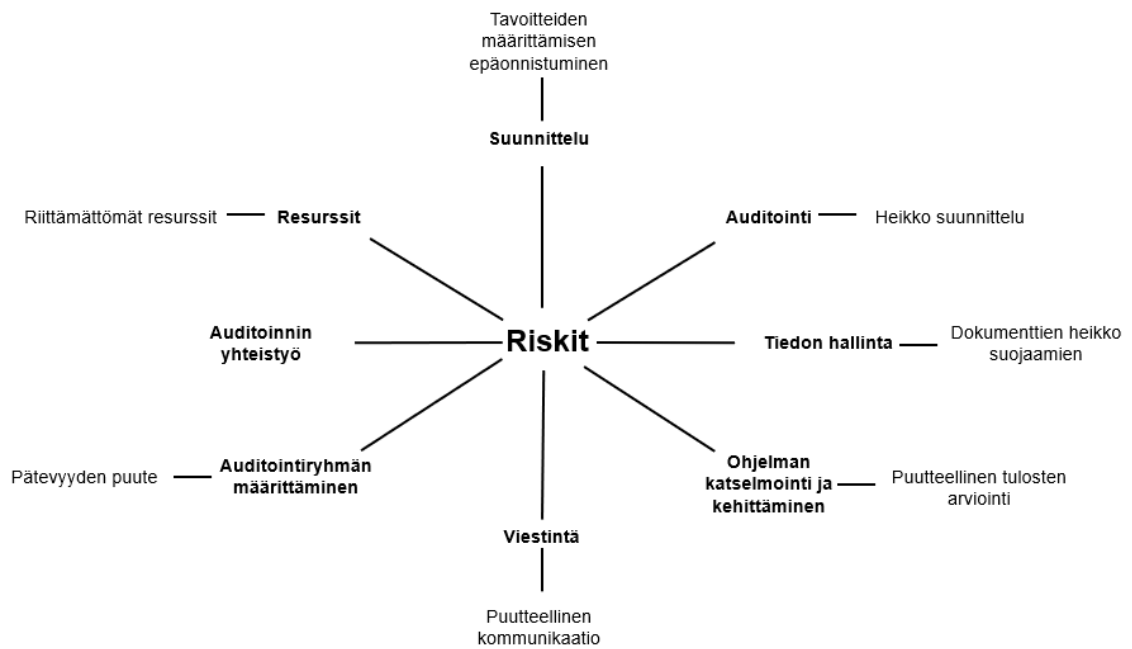 Tavoitteiden
määrittämisen
epäonnistuminen
Suunnittelu
Riittämättömät resurssit
Resurssit
Auditointi
Heikko suunnittelu
Auditoinnin
yhteistyö
Riskit
Tiedon hallinta
Dokumenttien heikko
suojaamien
Pätevyyden puute
Auditointiryhmän
määrittäminen
Ohjelman
katselmointi ja
kehittäminen
Puutteellinen tulosten
arviointi
Viestintä
Puutteellinen
kommunikaatio